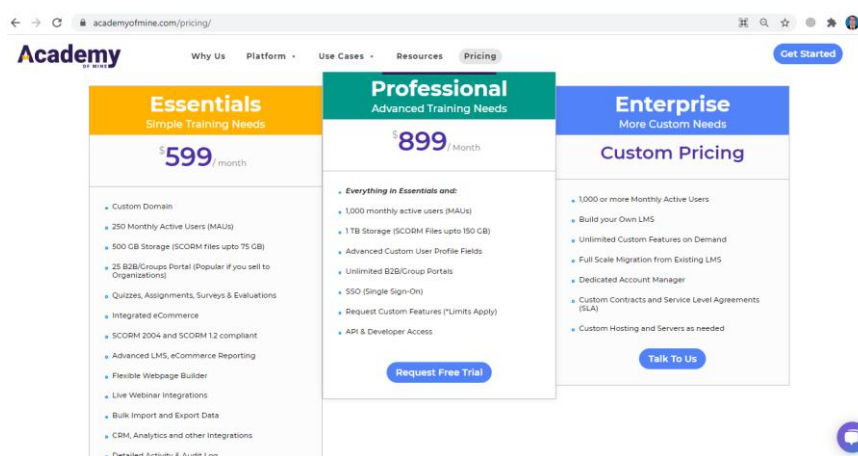 academyofmine.com/pricing/
Academy
OF MINE
Why Us
Platform
Use Cases
Resources
Pricing
Get Started
Essentials
Simple Training Needs
$599/ month
Custom Domain
250 Monthly Active Users (MAUs)
500 GB Storage (SCORM files upto 75 GB)
25 B2B/Groups Portal (Popular if you sell to
Organizations)
Quizzes, Assignments, Surveys & Evaluations
Integrated eCommerce
SCORM 2004 and SCORM 1.2 compliant
Advanced LMS, eCommerce Reporting
Flexible Webpage Builder
Live Webinar Integrations
Bulk Import and Export Data
CRM, Analytics and other Integrations
Detailed Activity & Audit Log
Professional
Advanced Training Needs
$899/ Month
Everything in Essentials and:
1,000 monthly active users (MAUs)
1 TB Storage (SCORM Files upto 150 GB)
Advanced Custom User Profile Fields
Unlimited B2B/Group Portals
SSO (Single Sign-On)
Request Custom Features (*Limits Apply)
API & Developer Access
Request Free Trial
Enterprise
More Custom Needs
Custom Pricing
1,000 or more Monthly Active Users
Build your Own LMS
Unlimited Custom Features on Demand
Full Scale Migration from Existing LMS
Dedicated Account Manager
Custom Contracts and Service Level Agreements
(SLA)
Custom Hosting and Servers as needed
Talk To Us